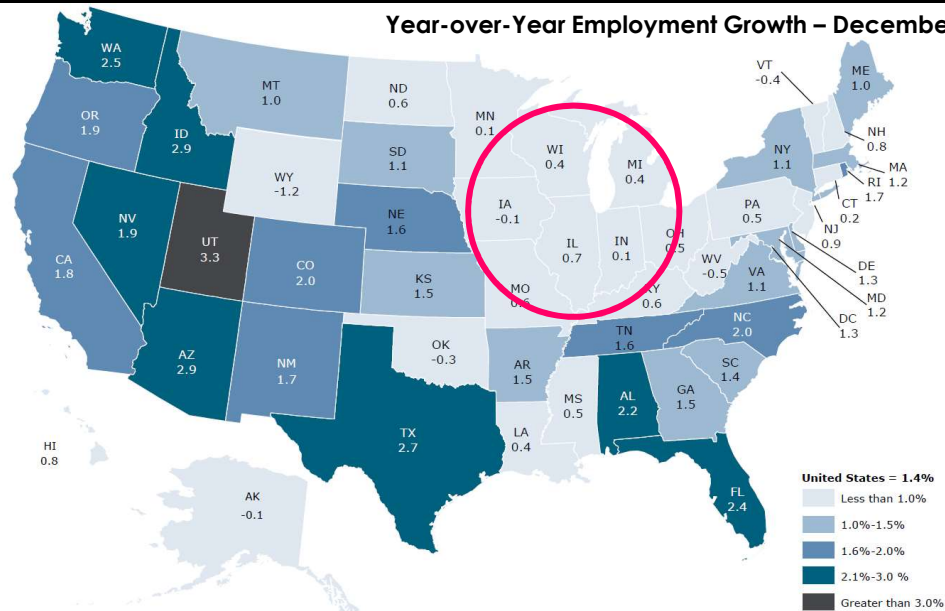 Year-over-Year Employment Growth – Decembe
WA
2.5
OR
1.9
CA
1.8
NV
1.9
ID
2.9
MT
1.0
WY
-1.2
UT
3.3
AZ
2.9
CO
2.0
NM
1.7
ND
0.6
SD
1.1
NE
1.6
KS
1.5
OK
-0.3
TX
2.7
MN
0.1
IA
-0.1
MO
0.6
AR
1.5
LA
0.4
WI
0.4
IL
0.7
MI
0.4
IN
0.1
OH
0.5
KY
0.6
TN
1.6
MS
0.5
AL
2.2
GA
1.5
FL
2.4
SC
1.4
NC
2.0
VA
1.1
WV
-0.5
PA
0.5
NY
1.1
VT
-0.4
ME
1.0
NH
0.8
MA
1.2
RI
1.7
CT
0.2
NJ
0.9
DE
1.3
MD
1.2
DC
1.3
HI
0.8
AK
-0.1
United States = 1.4%
Less than 1.0%
1.0%-1.5%
1.6%-2.0%
2.1%-3.0 %
Greater than 3.0%